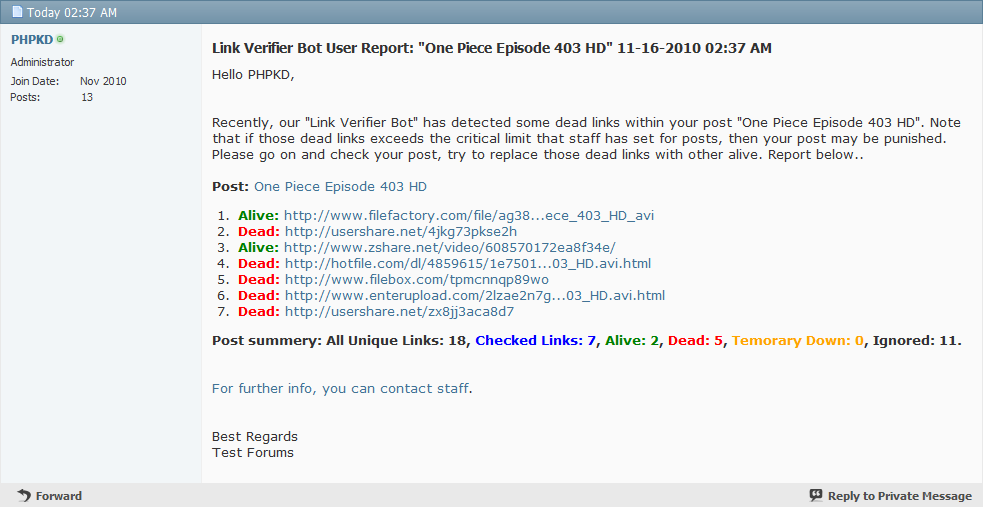 Today 02:37 AM
PHPKD
Administrator
Join Date: Nov 2010
Posts: 13
Link Verifier Bot User Report: "One Piece Episode 403 HD" 11-16-2010 02:37 AM
Hello PHPKD,
Recently, our "Link Verifier Bot" has detected some dead links within your post "One Piece Episode 403 HD". Note
that if those dead links exceeds the critical limit that staff has set for posts, then your post may be punished.
Please go on and check your post, try to replace those dead links with other alive. Report below..
Post: One Piece Episode 403 HD
1. Alive: http://www.filefactory.com/file/ag38...ece_403_HD_avi
2. Dead: http://usershare.net/4jkg73pkse2h
3. Alive: http://www.zshare.net/video/608570172ea8f34e/
4. Dead: http://hotfile.com/dl/4859615/1e7501...03_HD.avi.html
5. Dead: http://www.filebox.com/tpmcnnqp89wo
6. Dead: http://www.enterupload.com/2lzae2n7g...03_HD.avi.html
7. Dead: http://usershare.net/zx8jj3aca8d7
Post summery: All Unique Links: 18, Checked Links: 7, Alive: 2, Dead: 5, Temorary Down: 0, Ignored: 11.
For further info, you can contact staff.
Best Regards
Test Forums
Forward
Reply to Private Message